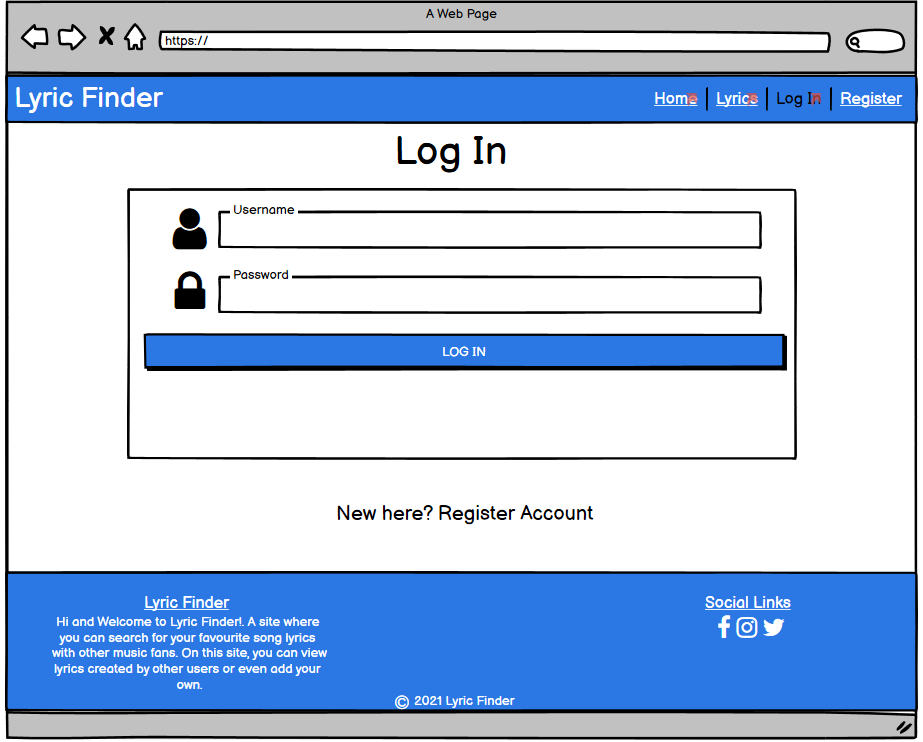 A Web Page
https://
Lyric Finder
Home | Lyrics | Log In | Register
Log In
Username
Password
LOG IN
New here? Register Account
Lyric Finder
Hi and Welcome to Lyric Finder!. A site where
you can search for your favourite song lyrics
with other music fans. On this site, you can view
lyrics created by other users or even add your
own.
Social Links
© 2021 Lyric Finder